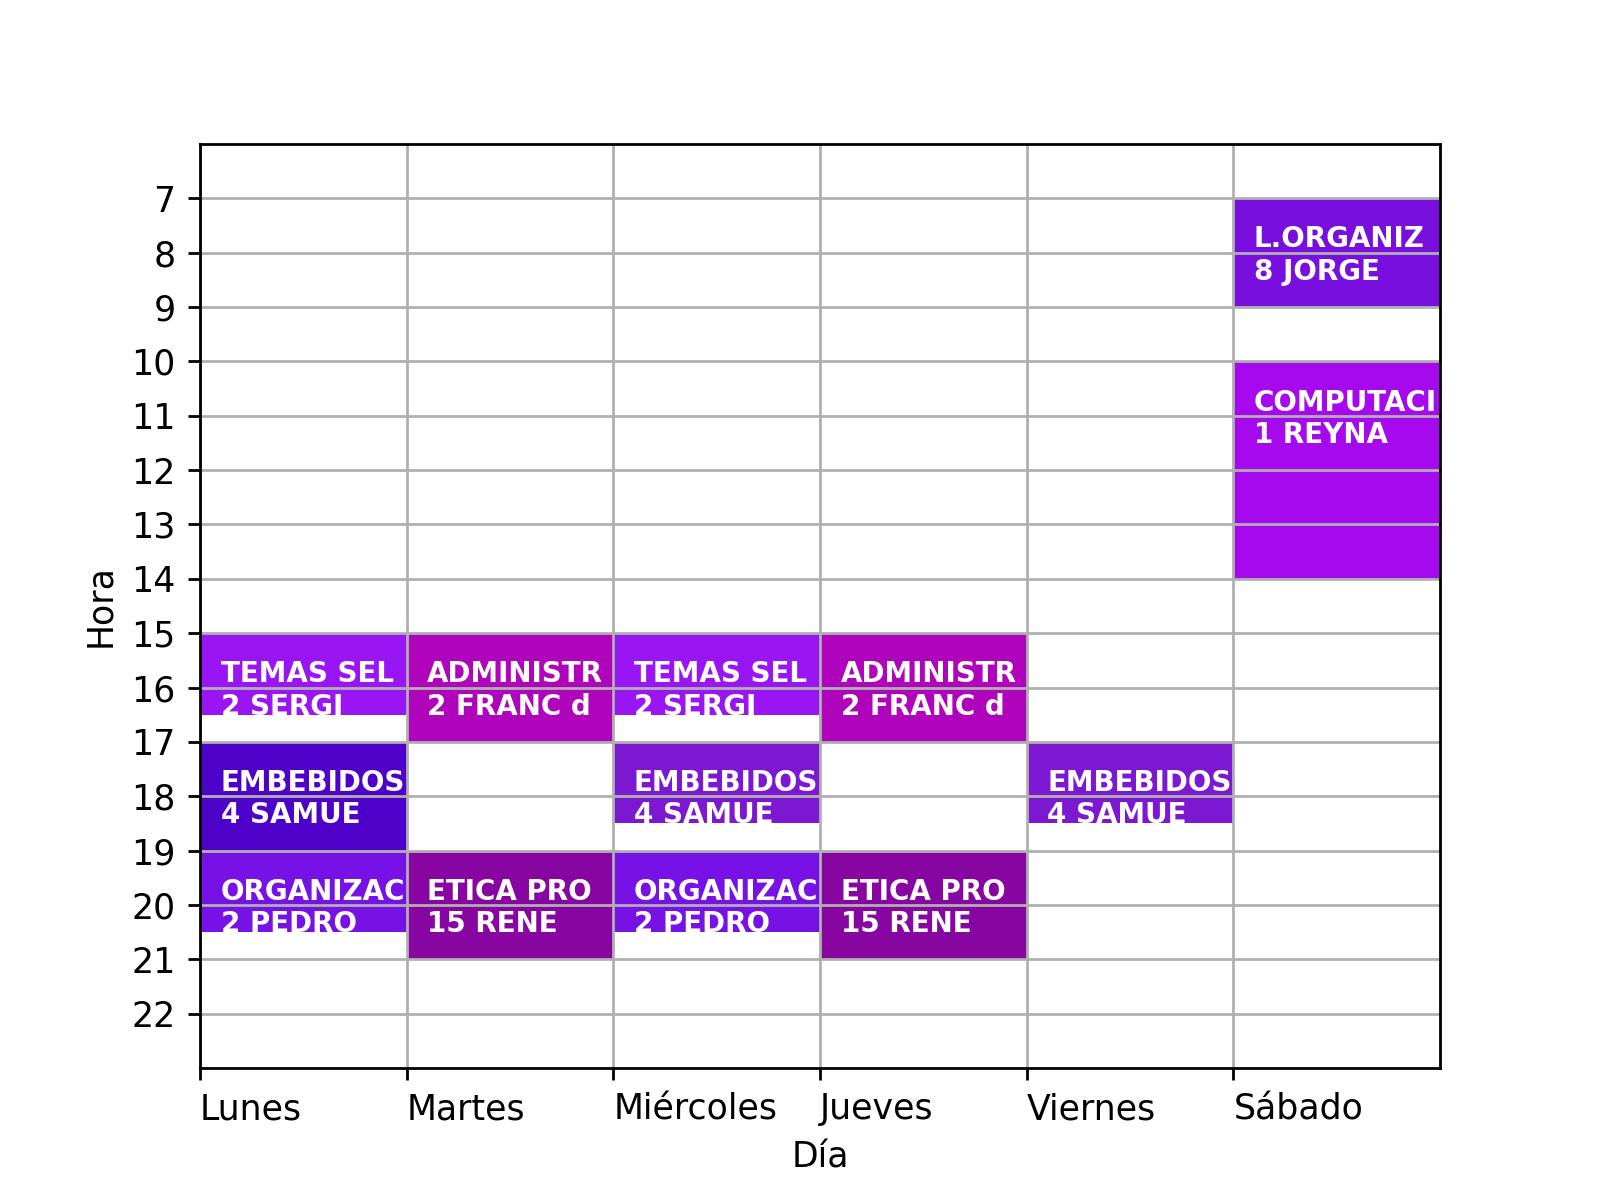 7
L.ORGANIZ
8
8 JORGE
9
10
COMPUTACI
11
1 REYNA
12
13
14
Hora
15
TEMAS SEL ADMINISTR TEMAS SEL ADMINISTR
16
2 SERGI 2 FRANC d 2 SERGI 2 FRANC d
17
EMBEBIDOS EMBEBIDOS EMBEBIDOS
18
4 SAMUE 4 SAMUE 4 SAMUE
19
ORGANIZAC ETICA PRO ORGANIZAC ETICA PRO
20
2 PEDRO 15 RENE 2 PEDRO 15 RENE
21
22
Lunes Martes Miércoles Jueves Viernes Sábado
Día